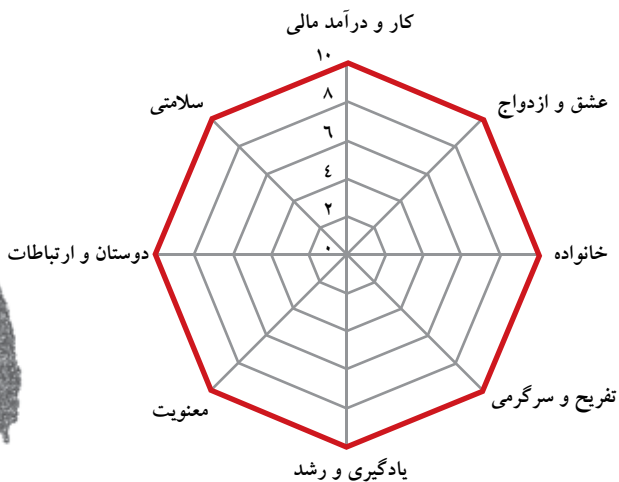 کار و درآمد مالی
۱۰
عشق و ازدواج
سلامتی
۸
۶
٤
۲
۰
خانواده
دوستان و ارتباطات
تفریح و سرگرمی
معنویت
یادگیری و رشد